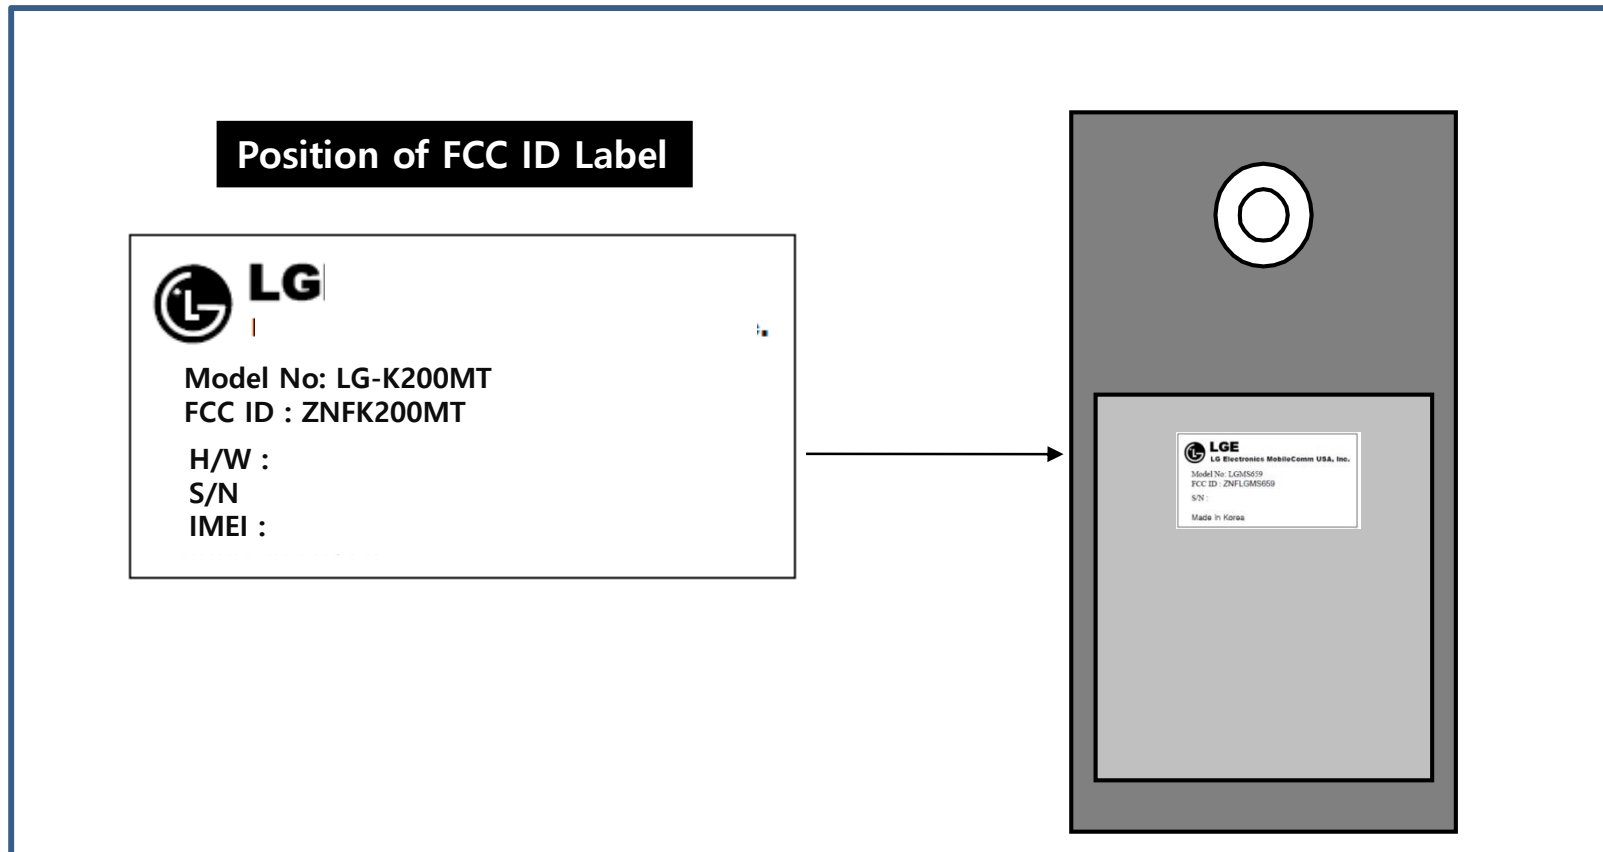 Position of FCC ID Label
LG
Model No: LG-K200MT
FCC ID : ZNFK200MT
H/W :
S/N
IMEI :
LGE
LG Electronics MobileComm USA, Inc.
Model No: LGMS659
FCC ID : ZNFLGMS659
S/N :
Made in Korea